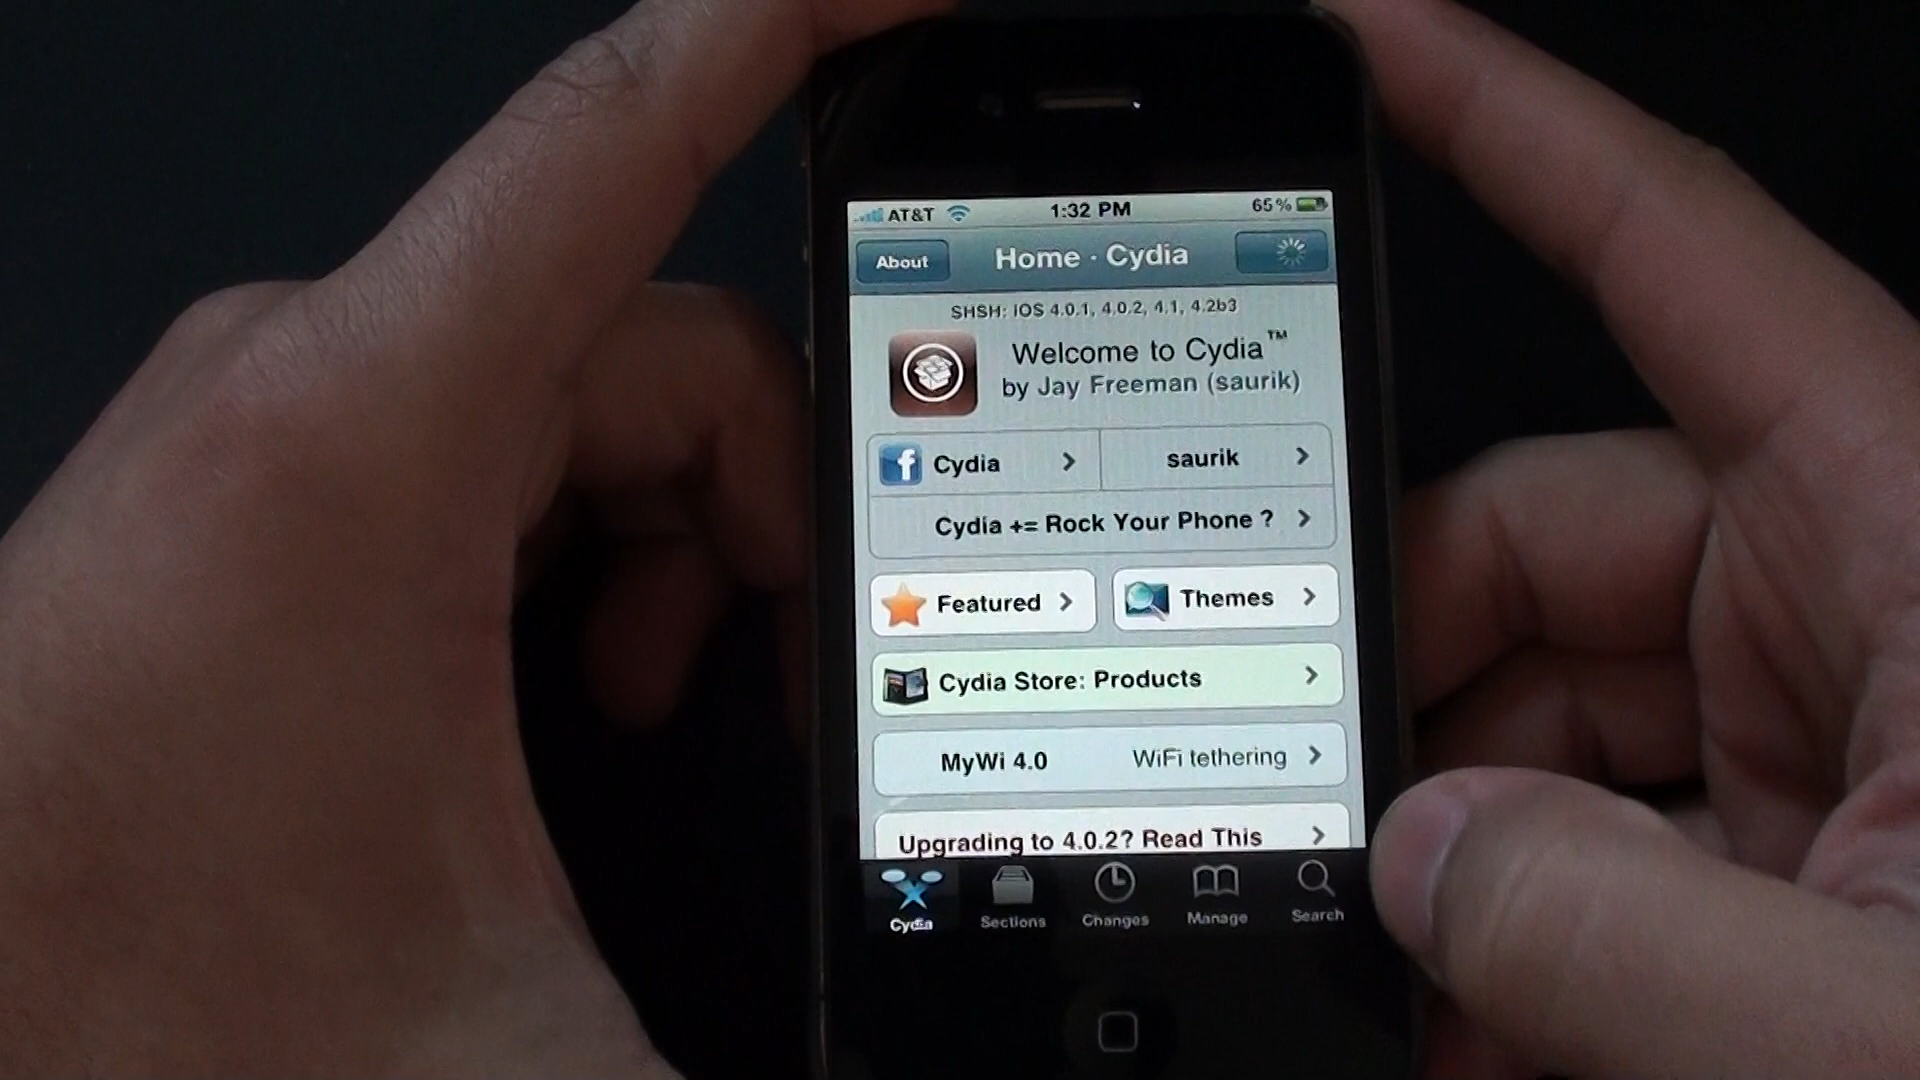 AT&T 1:32 PM 65%
About Home · Cydia
SHSH: iOS 4.0.1, 4.0.2, 4.1, 4.2b3
Welcome to Cydia™
by Jay Freeman (saurik)
f Cydia saurik
Cydia += Rock Your Phone ?
Featured Themes
Cydia Store: Products
MyWi 4.0 WiFi tethering
Upgrading to 4.0.2? Read This
Cydia Sections Changes Manage Search